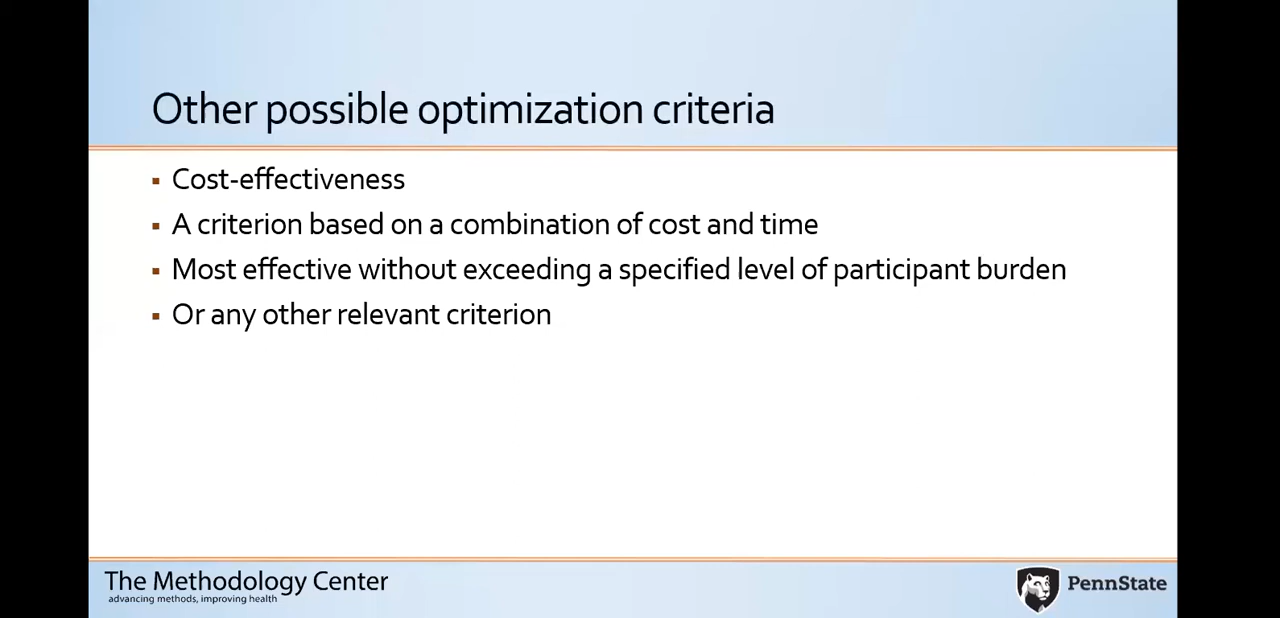 Other possible optimization criteria
▪ Cost-effectiveness
▪ A criterion based on a combination of cost and time
▪ Most effective without exceeding a specified level of participant burden
▪ Or any other relevant criterion
The Methodology Center
advancing methods, improving health
PennState